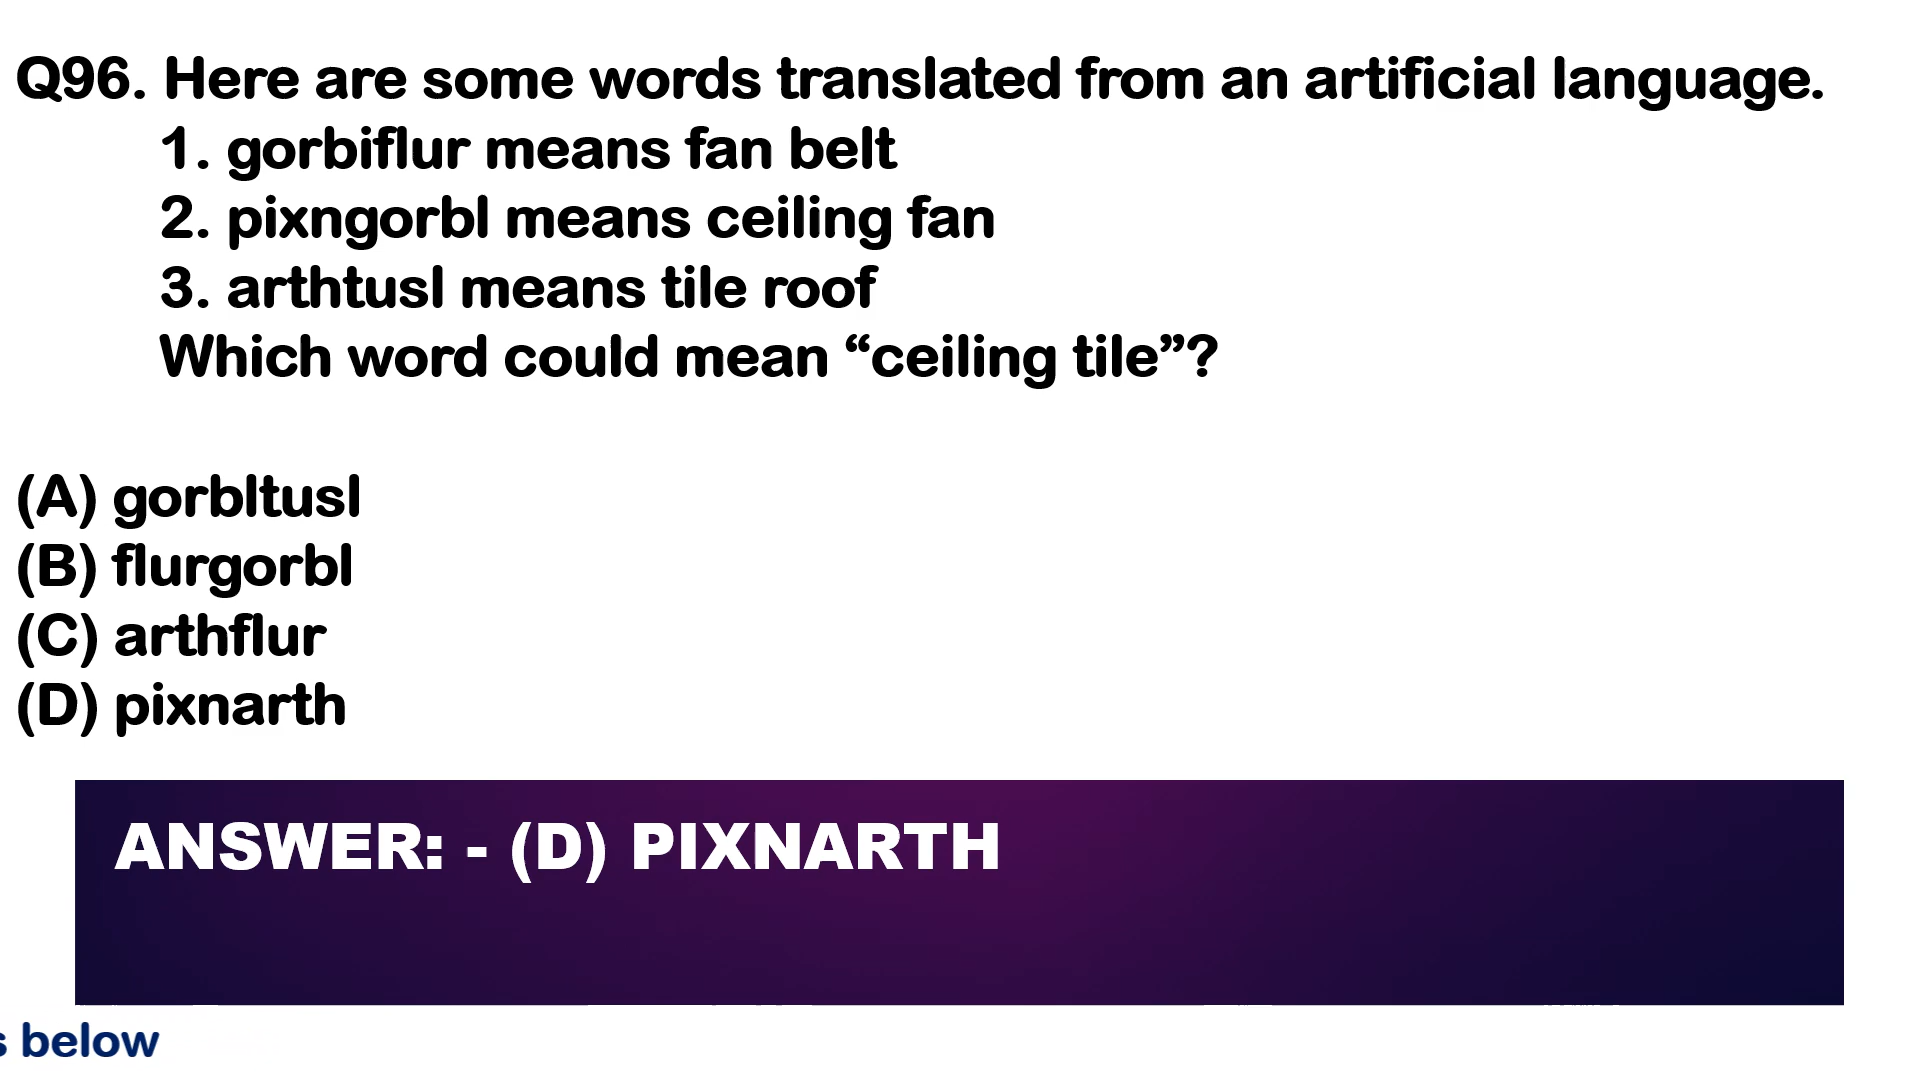 Q96. Here are some words translated from an artificial language.
1. gorbiflur means fan belt
2. pixngorbl means ceiling fan
3. arthtusl means tile roof
Which word could mean “ceiling tile”?
(A) gorbltusl
(B) flurgorbl
(C) arthflur
(D) pixnarth
ANSWER: - (D) PIXNARTH
s below